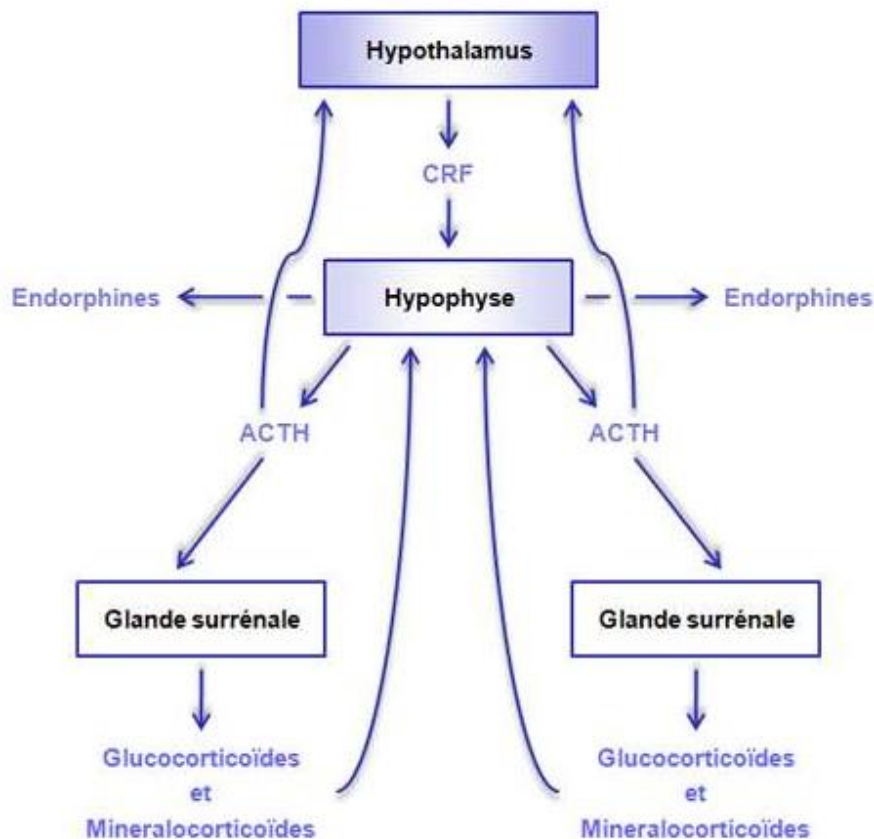 Hypothalamus
CRF
Endorphines
Hypophyse
Endorphines
ACTH
ACTH
Glande surrénale
Glande surrénale
Glucocorticoïdes
et
Mineralocorticoïdes
Glucocorticoïdes
et
Mineralocorticoïdes